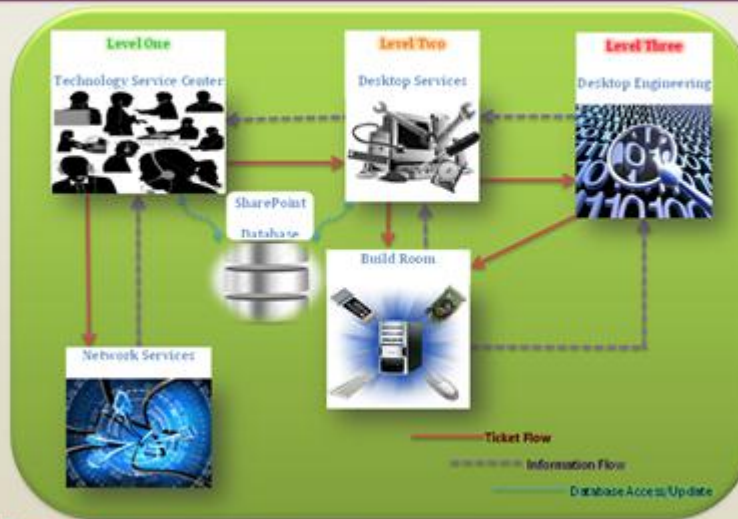 Level One
Technology Service Center
Level Two
Desktop Services
Level Three
Desktop Engineering
SharePoint
Database
Build Room
Network Services
Ticket Flow
Information Flow
Database Access/Update